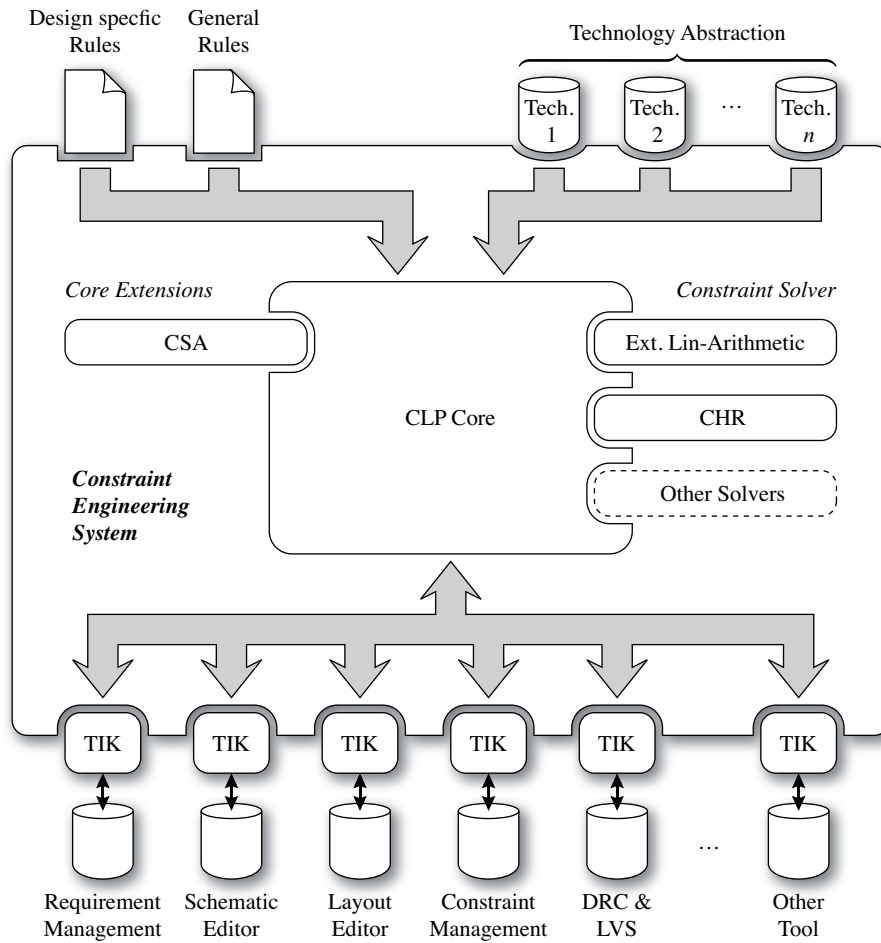 Design specfic
Rules
General
Rules
Technology Abstraction
Tech.
1
Tech.
2
...
Tech.
n
Core Extensions
Constraint Solver
CSA
Ext. Lin-Arithmetic
CLP Core
CHR
Constraint
Engineering
System
Other Solvers
TIK
TIK
TIK
TIK
TIK
TIK
...
Requirement
Management
Schematic
Editor
Layout
Editor
Constraint
Management
DRC &
LVS
Other
Tool